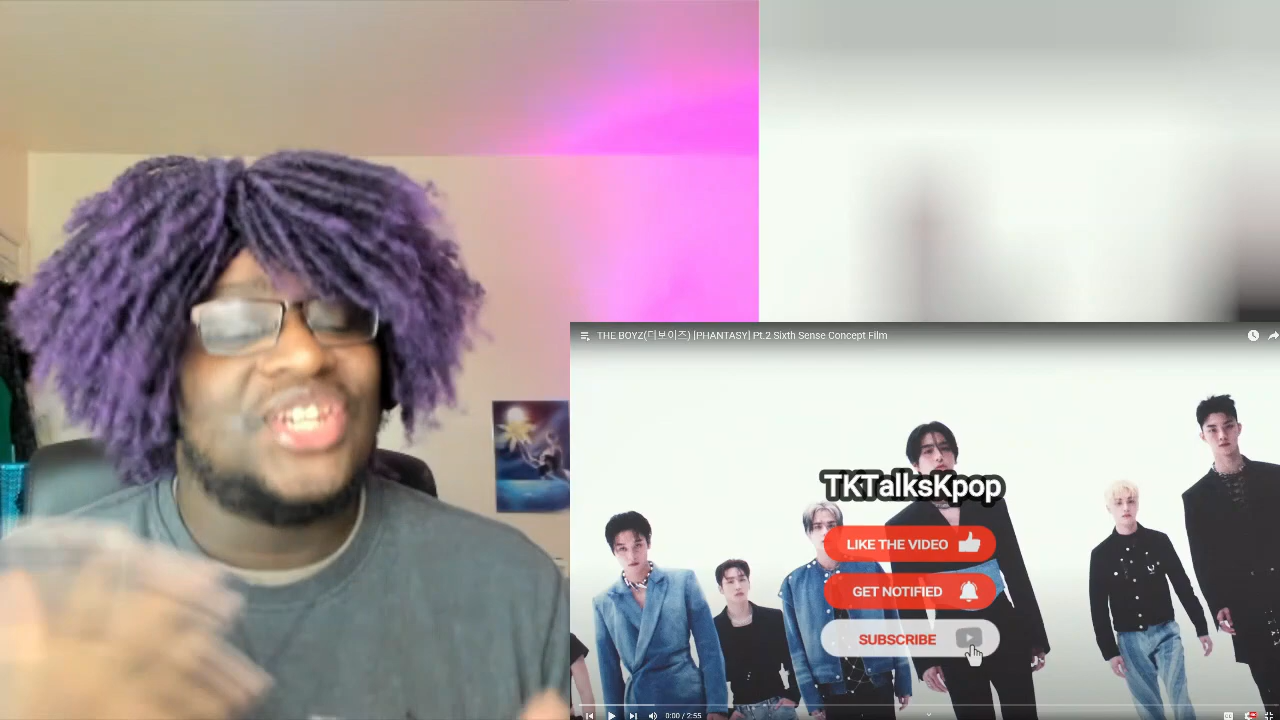 THE BOYZ(더보이즈) [PHANTASY] Pt.2 Sixth Sense Concept Film
TKTalksKpop
LIKE THE VIDEO
GET NOTIFIED
SUBSCRIBE
0:00 / 2:55